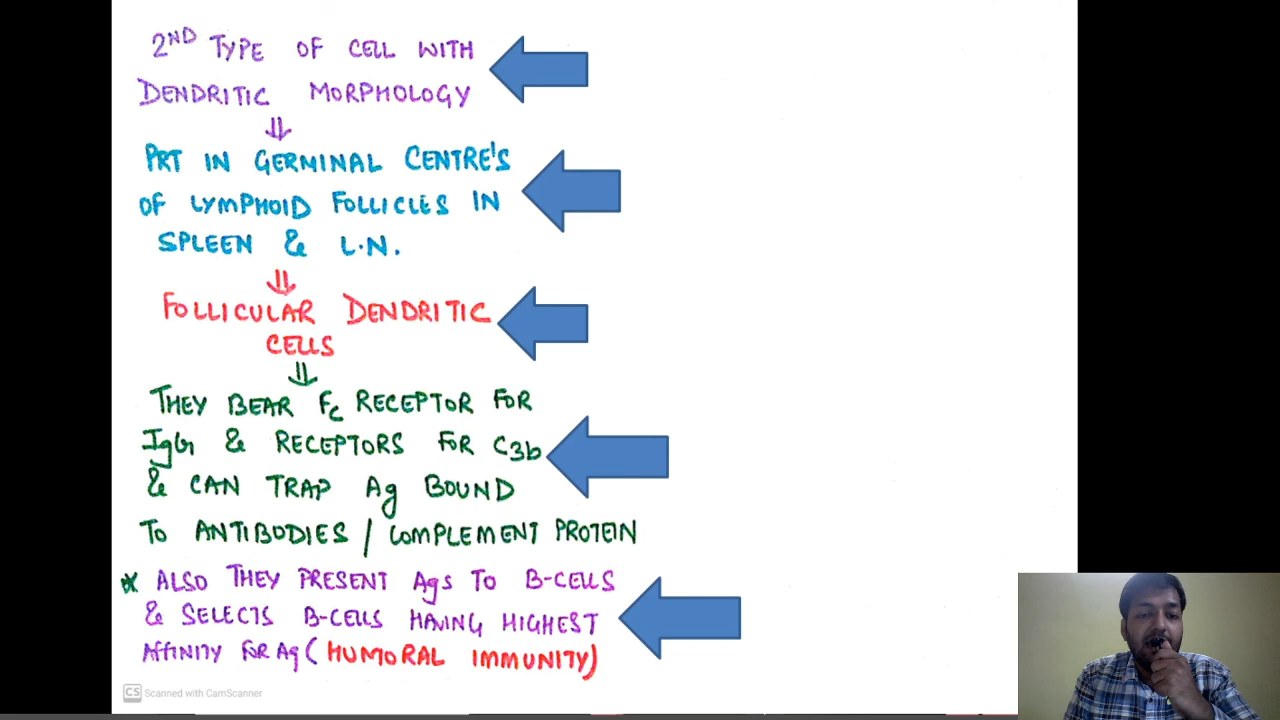 2ND TYPE OF CELL WITH
DENDRITIC MORPHOLOGY
⇓
PRT IN GERMINAL CENTRE'S
OF LYMPHOID FOLLICLES IN
SPLEEN & L.N.
⇓
FOLLICULAR DENDRITIC
CELLS
⇓
THEY BEAR Fc RECEPTOR FOR
IgG & RECEPTORS FOR C3b
& CAN TRAP Ag BOUND
TO ANTIBODIES / COMPLEMENT PROTEIN
* ALSO THEY PRESENT Ags TO B-CELLS
& SELECTS B-CELLS HAVING HIGHEST
AFFINITY FOR Ag (HUMORAL IMMUNITY)
CS Scanned with CamScanner